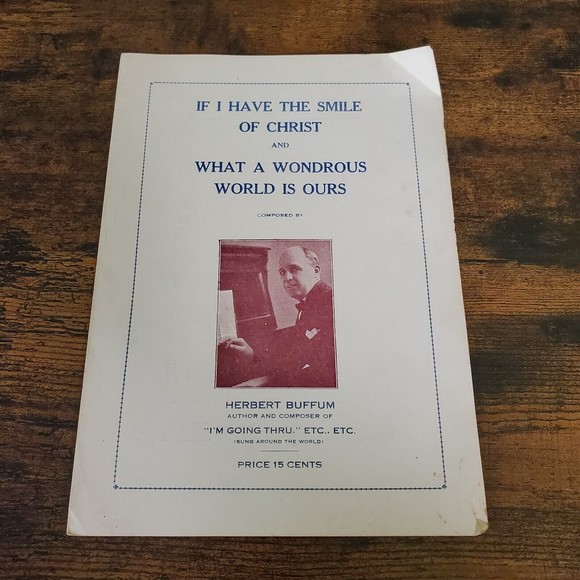 IF I HAVE THE SMILE
OF CHRIST
AND
WHAT A WONDROUS
WORLD IS OURS
COMPOSED BY
HERBERT BUFFUM
AUTHOR AND COMPOSER OF
"I'M GOING THRU," ETC., ETC.
(SUNG AROUND THE WORLD)
PRICE 15 CENTS